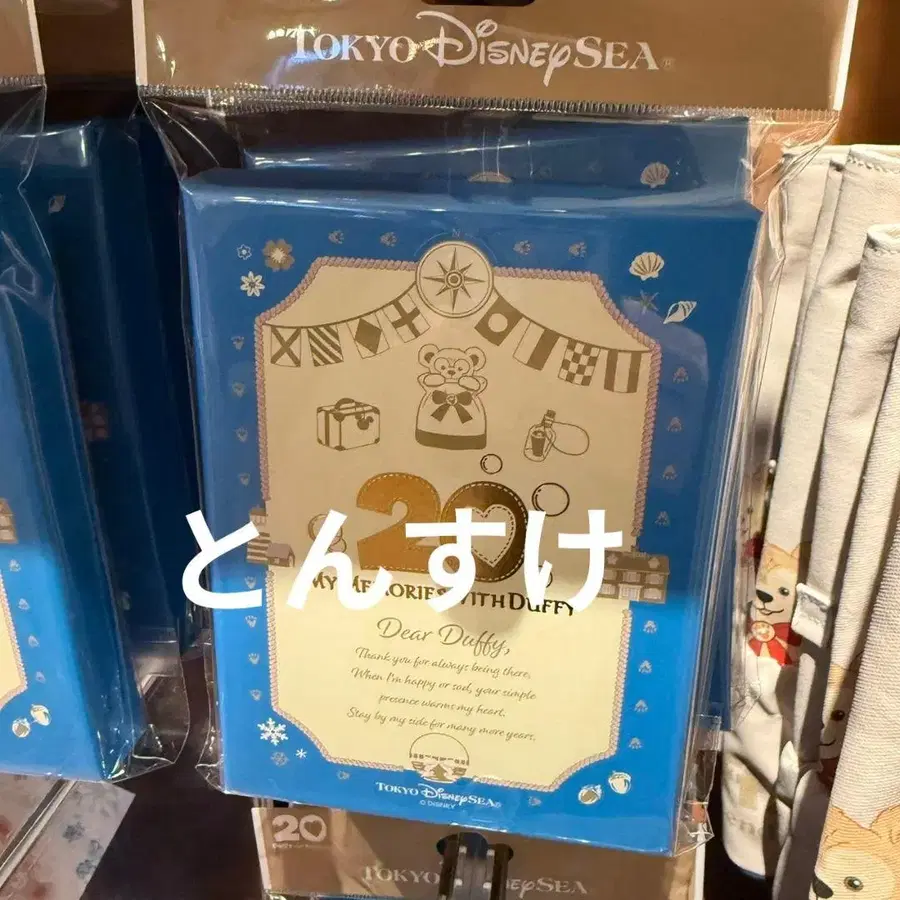 TOKYO DISNEYSEA®
N
20
とんすけ
MY MEMORIES WITH DUFFY
Dear Duffy,
Thank you for always being there.
When I'm happy or sad, your simple
presence warms my heart.
Stay by my side for many more years.
TOKYO DISNEYSEA®
© DISNEY
20
TOKYO DISNEYSEA